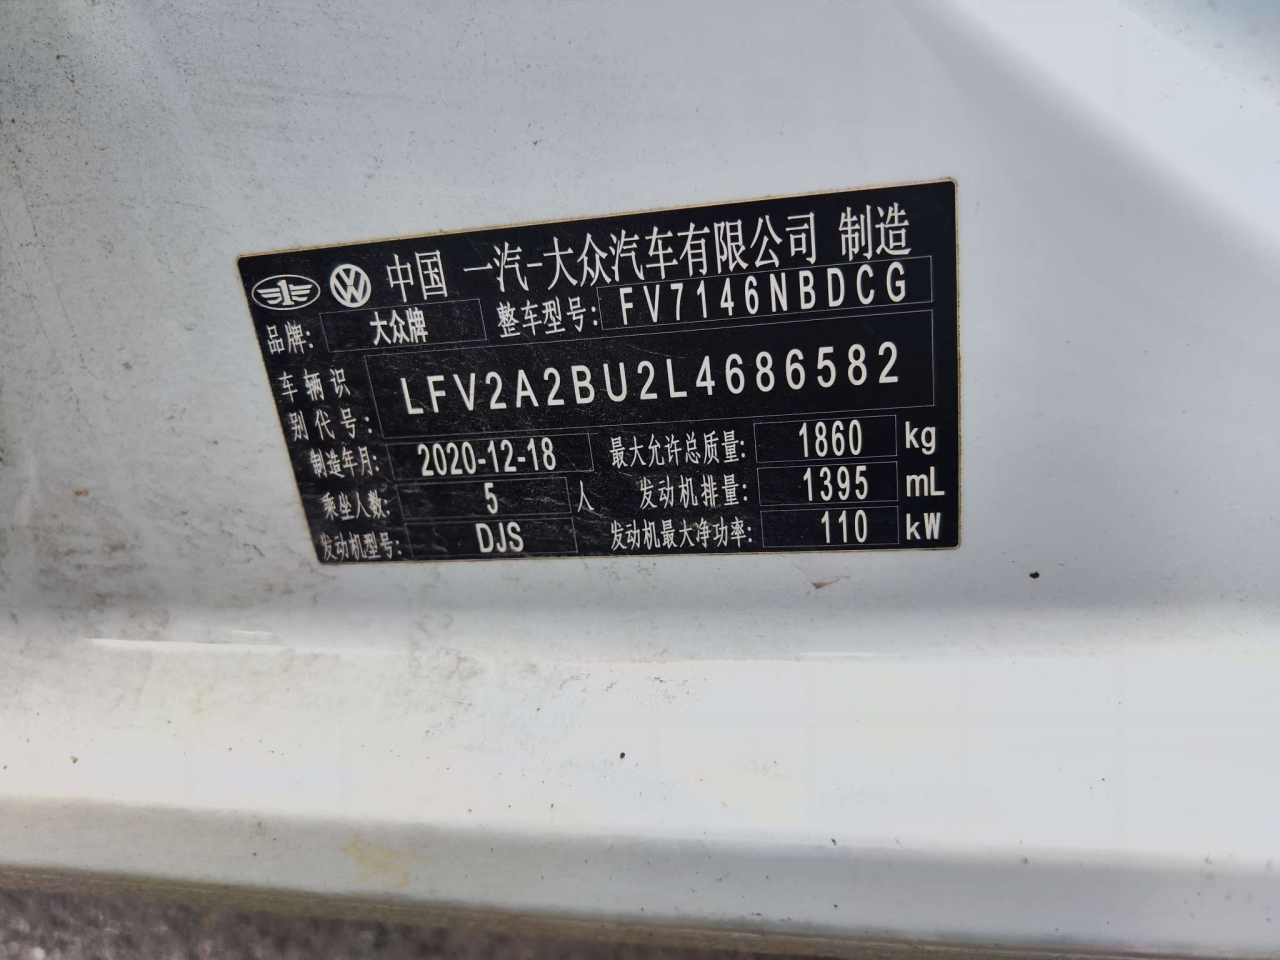 中国 一汽-大众汽车有限公司 制造
品牌: 大众牌 整车型号: FV7146NBDCG
车辆识别代号: LFV2A2BU2L4686582
制造年月: 2020-12-18 最大允许总质量: 1860 kg
乘坐人数: 5 人 发动机排量: 1395 mL
发动机型号: DJS 发动机最大净功率: 110 kW